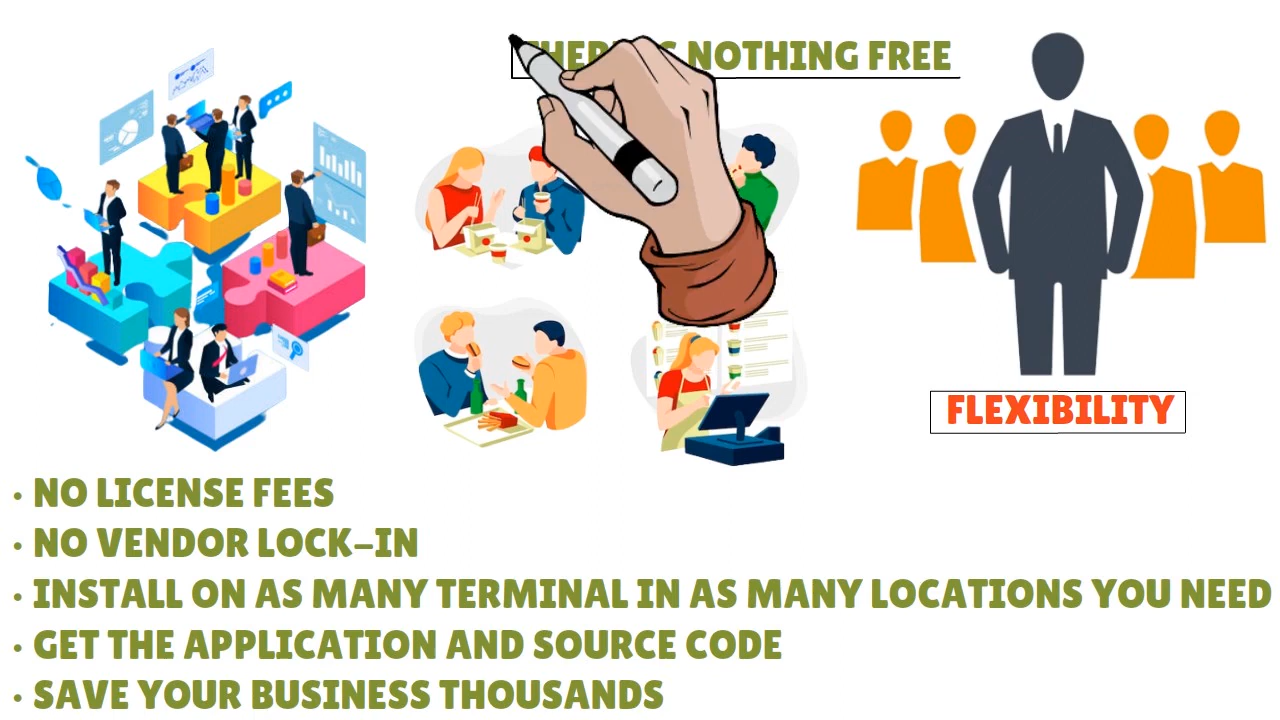 NOTHING FREE
FLEXIBILITY
• NO LICENSE FEES
• NO VENDOR LOCK-IN
• INSTALL ON AS MANY TERMINAL IN AS MANY LOCATIONS YOU NEED
• GET THE APPLICATION AND SOURCE CODE
• SAVE YOUR BUSINESS THOUSANDS